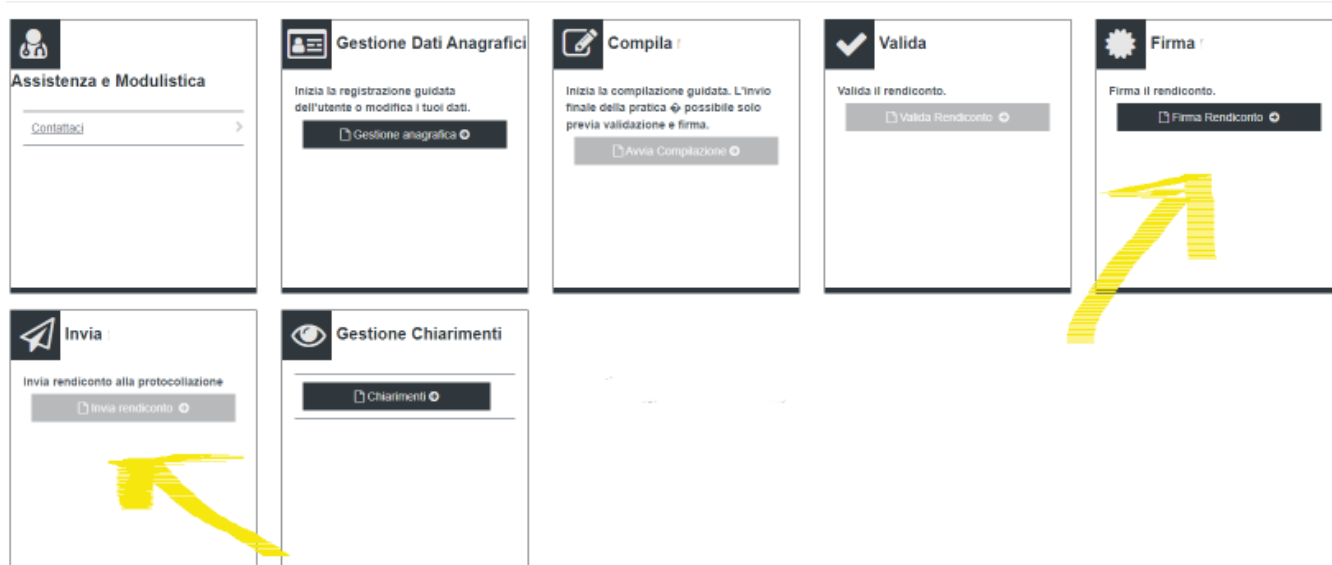 Assistenza e Modulistica
Contattaci
Gestione Dati Anagrafici
Inizia la registrazione guidata
dell'utente o modifica i tuoi dati.
Gestione anagrafica
Compila
Inizia la compilazione guidata. L'invio
finale della pratica � possibile solo
previa validazione e firma.
Avvia Compilazione
Valida
Valida il rendiconto.
Valida Rendiconto
Firma
Firma il rendiconto.
Firma Rendiconto
Invia
Invia rendiconto alla protocollazione
Invia rendiconto
Gestione Chiarimenti
Chiarimenti